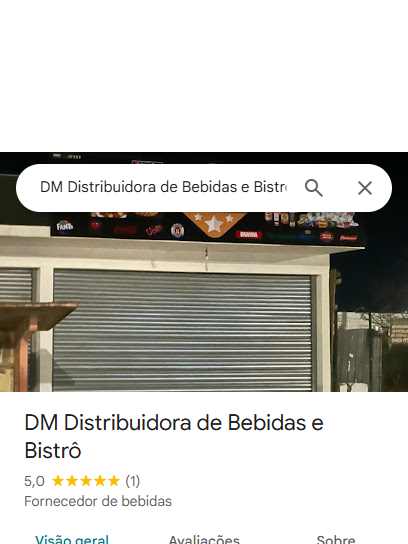 DM Distribuidora de Bebidas e Bistrô
FANTA
BRAHMA
DM Distribuidora de Bebidas e
Bistrô
5,0 ★★★★★ (1)
Fornecedor de bebidas
Visão geral Avaliações Sobre